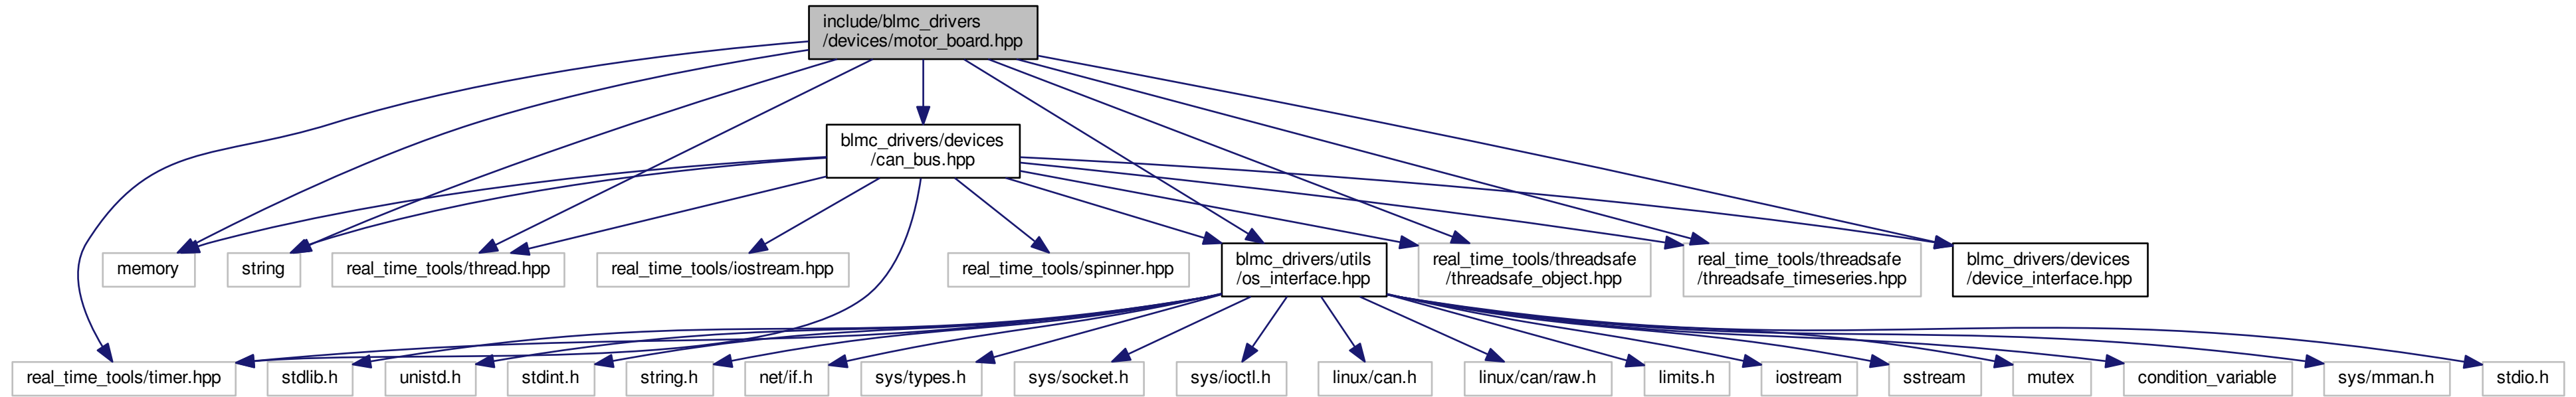 include/blmc_drivers
/devices/motor_board.hpp
blmc_drivers/devices
/can_bus.hpp
memory
string
real_time_tools/thread.hpp
real_time_tools/iostream.hpp
real_time_tools/spinner.hpp
blmc_drivers/utils
/os_interface.hpp
real_time_tools/threadsafe
/threadsafe_object.hpp
real_time_tools/threadsafe
/threadsafe_timeseries.hpp
blmc_drivers/devices
/device_interface.hpp
real_time_tools/timer.hpp
stdlib.h
unistd.h
stdint.h
string.h
net/if.h
sys/types.h
sys/socket.h
sys/ioctl.h
linux/can.h
linux/can/raw.h
limits.h
iostream
sstream
mutex
condition_variable
sys/mman.h
stdio.h